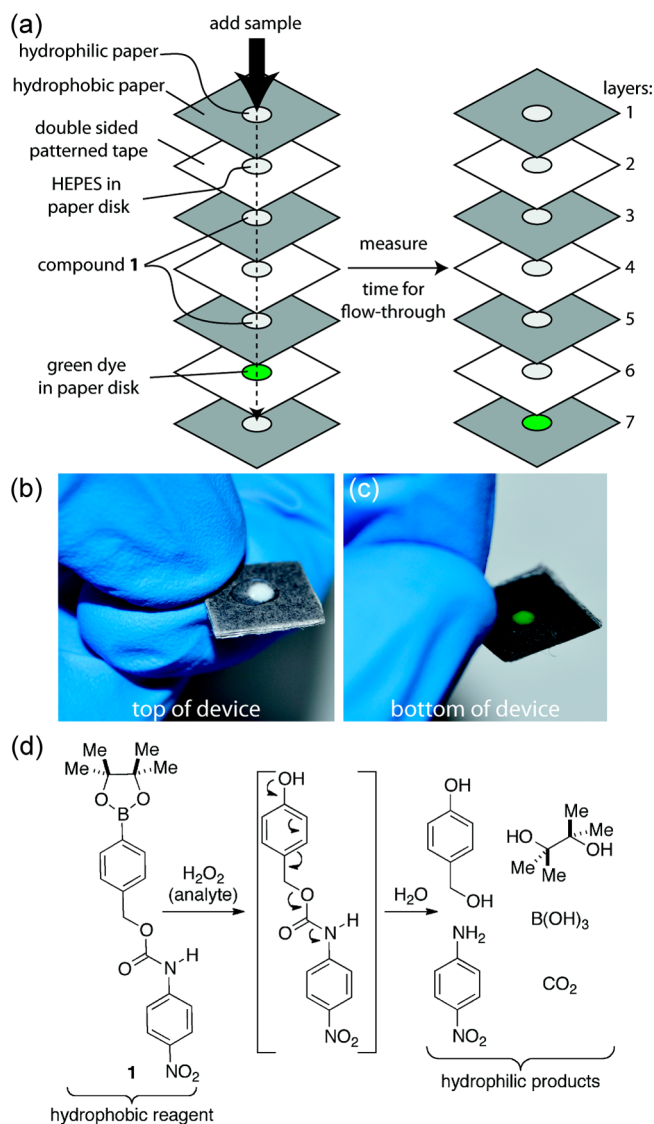 (a)
add sample
hydrophilic paper
hydrophobic paper
layers:
double sided
patterned tape
HEPES in
paper disk
compound 1
green dye
in paper disk
measure
time for
flow-through
1
2
3
4
5
6
7
(b)
top of device
(c)
bottom of device
(d)
Me Me
Me Me
O O
B
O
O N H
NO₂
1
hydrophobic reagent
H₂O₂
(analyte)
OH
O
O N H
NO₂
H₂O
OH
OH
NH₂
NO₂
Me
HO Me
Me OH
Me
B(OH)₃
CO₂
hydrophilic products